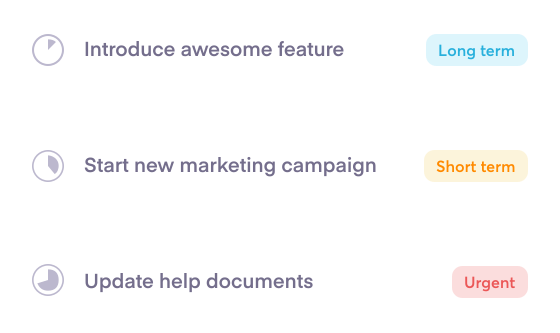 Introduce awesome feature Long term
Start new marketing campaign Short term
Update help documents Urgent